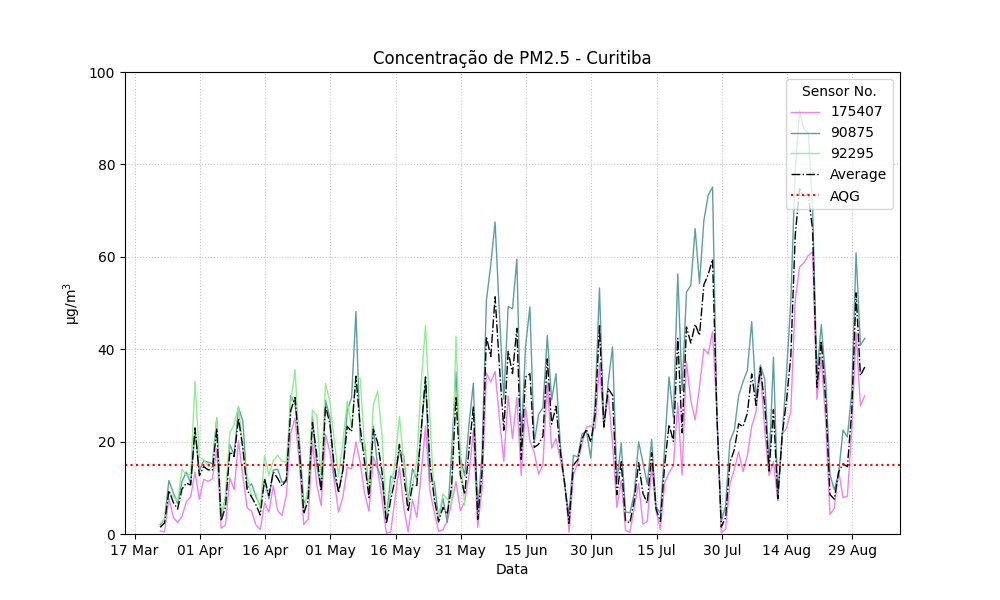 Concentração de PM2.5 - Curitiba
100
80
60
40
20
0
µg/m³
Sensor No.
175407
90875
92295
Average
AQG
17 Mar
01 Apr
16 Apr
01 May
16 May
31 May
15 Jun
30 Jun
15 Jul
30 Jul
14 Aug
29 Aug
Data